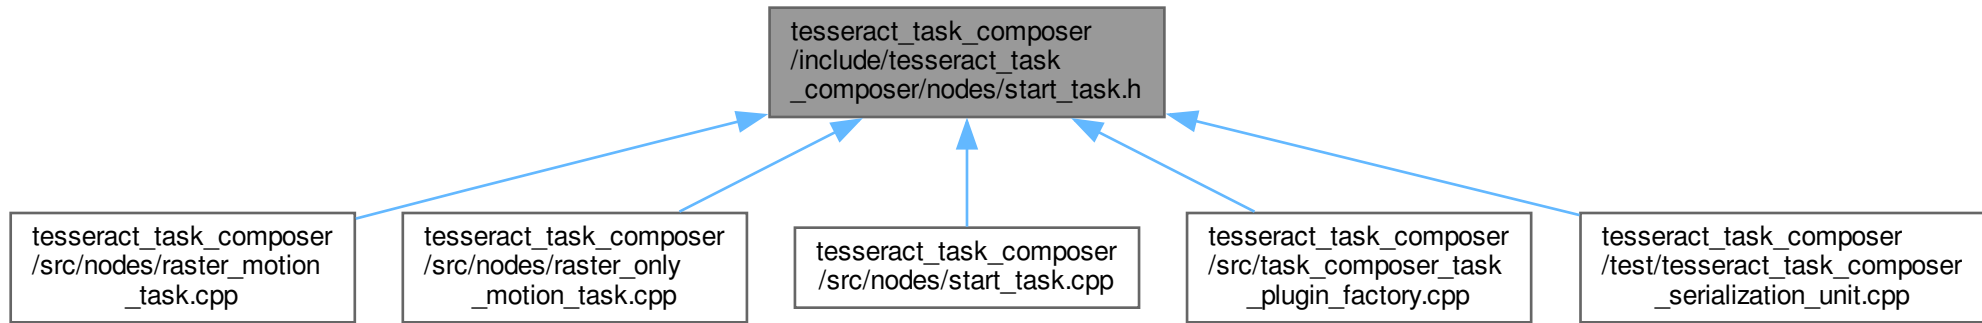 tesseract_task_composer
/include/tesseract_task
_composer/nodes/start_task.h
tesseract_task_composer
/src/nodes/raster_motion
_task.cpp
tesseract_task_composer
/src/nodes/raster_only
_motion_task.cpp
tesseract_task_composer
/src/nodes/start_task.cpp
tesseract_task_composer
/src/task_composer_task
_plugin_factory.cpp
tesseract_task_composer
/test/tesseract_task_composer
_serialization_unit.cpp